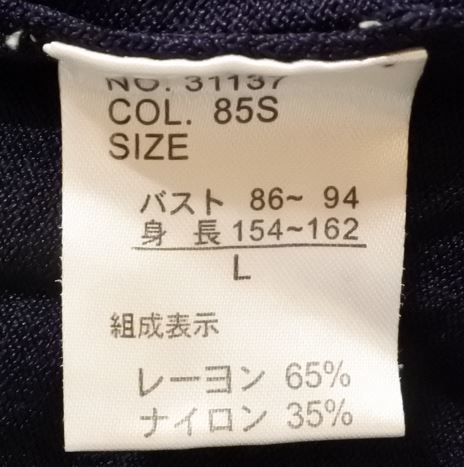 NO. 31137
COL. 85S
SIZE
バスト 86~ 94
身 長 154~162
L
組成表示
レーヨン 65%
ナイロン 35%